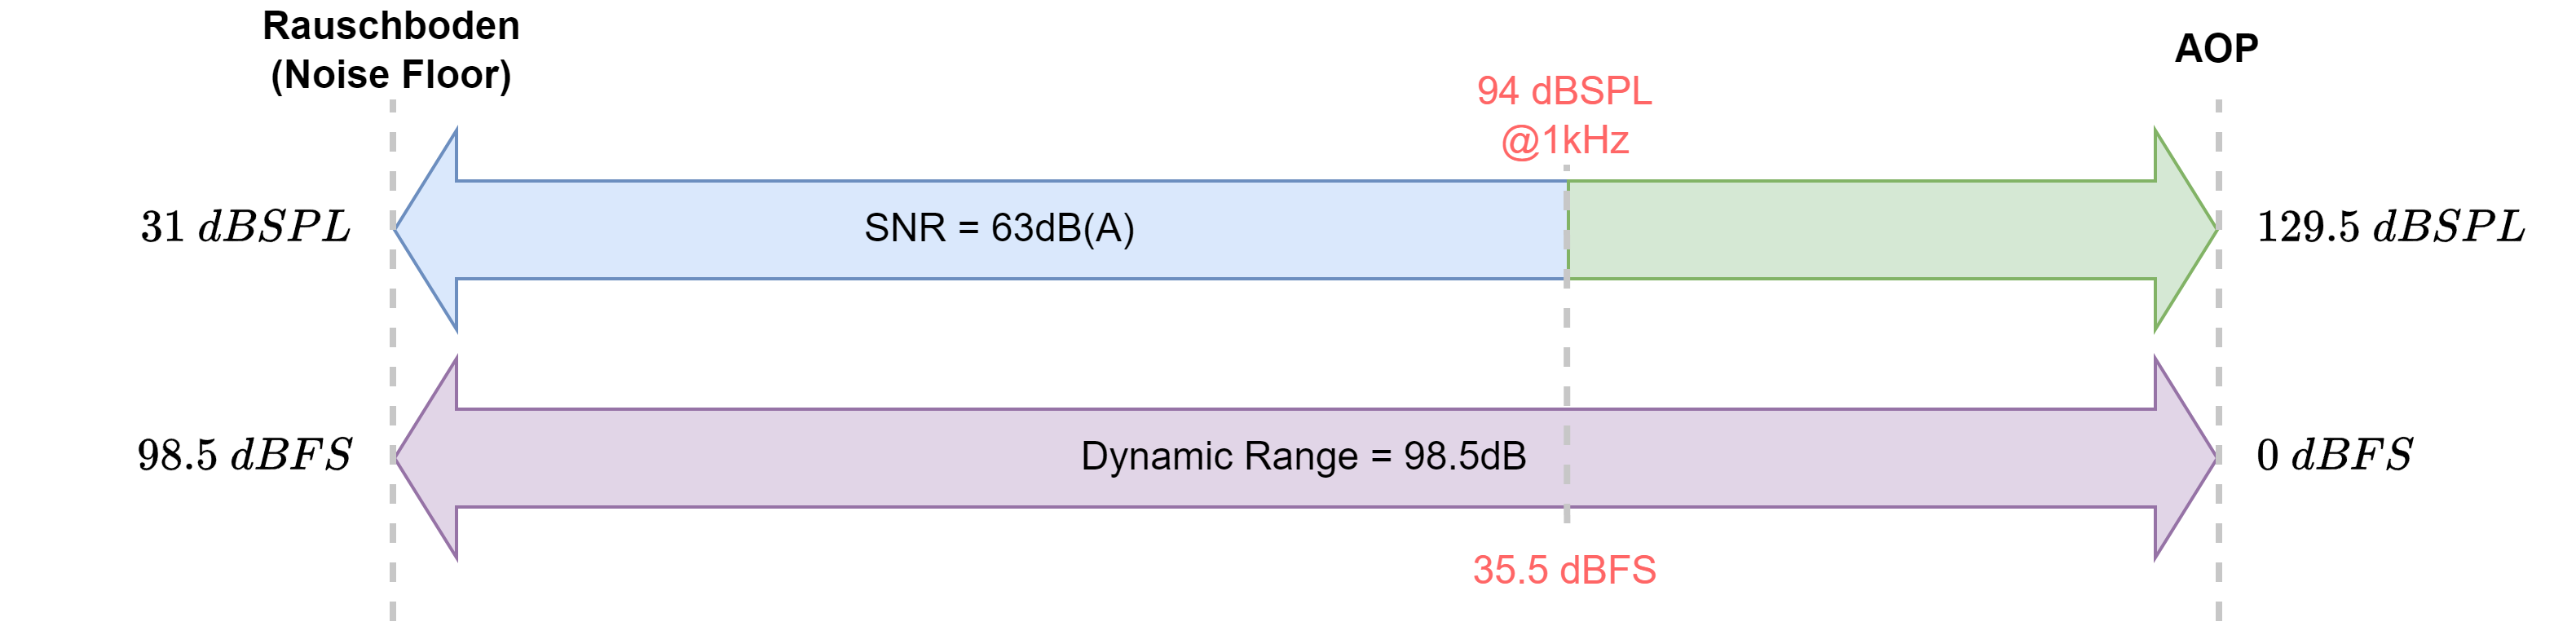 Rauschboden
(Noise Floor)
AOP
94 dBSPL
@1kHz
31 dBSPL
SNR = 63dB(A)
129.5 dBSPL
98.5 dBFS
Dynamic Range = 98.5dB
0 dBFS
35.5 dBFS